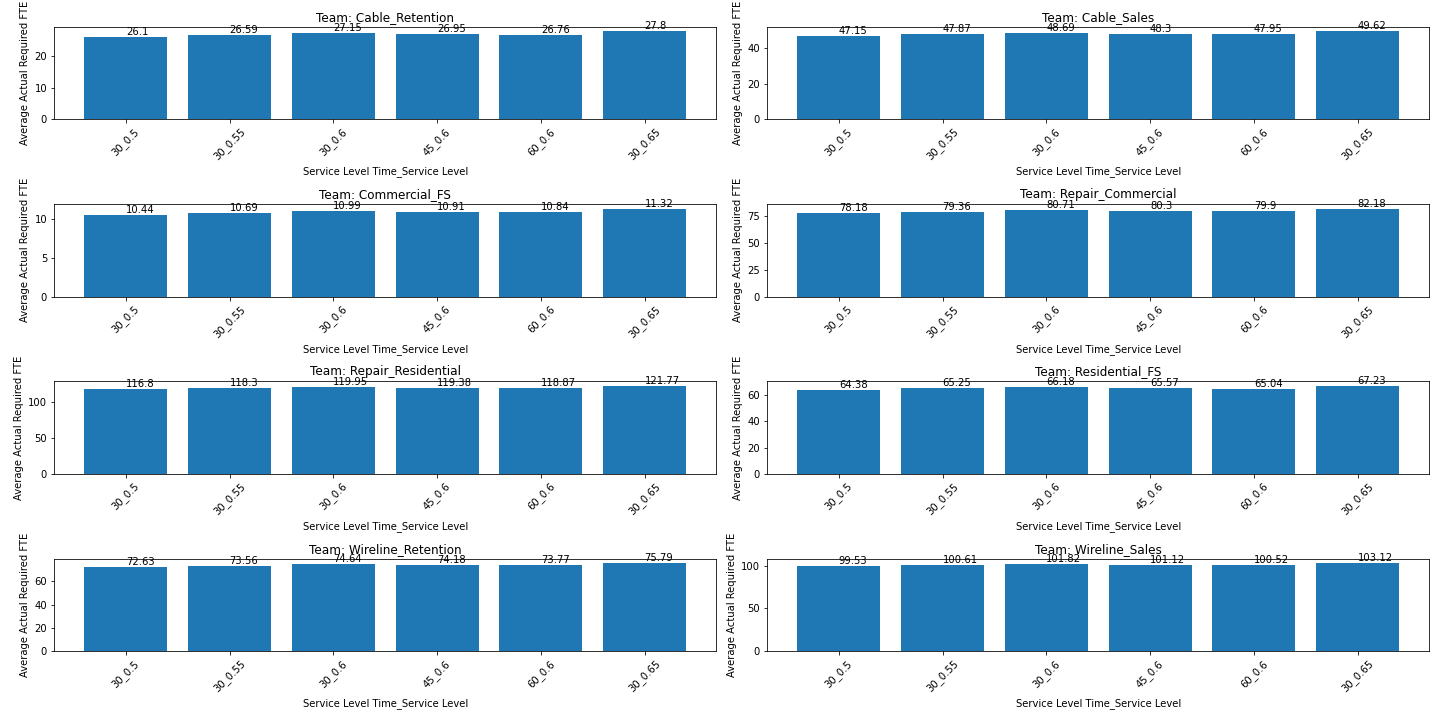 Team: Cable_Retention
26.1 26.59 27.15 26.95 26.76 27.8
Average Actual Required FTE
20
10
0
30_0.5 30_0.55 30_0.6 45_0.6 60_0.6 30_0.65
Service Level Time_Service Level
Team: Cable_Sales
47.15 47.87 48.69 48.3 47.95 49.62
Average Actual Required FTE
40
20
0
30_0.5 30_0.55 30_0.6 45_0.6 60_0.6 30_0.65
Service Level Time_Service Level
Team: Commercial_FS
10.44 10.69 10.99 10.91 10.84 11.32
Average Actual Required FTE
10
5
0
30_0.5 30_0.55 30_0.6 45_0.6 60_0.6 30_0.65
Service Level Time_Service Level
Team: Repair_Commercial
78.18 79.36 80.71 80.3 79.9 82.18
Average Actual Required FTE
75
50
25
0
30_0.5 30_0.55 30_0.6 45_0.6 60_0.6 30_0.65
Service Level Time_Service Level
Team: Repair_Residential
116.8 118.3 119.95 119.38 118.87 121.77
Average Actual Required FTE
100
50
0
30_0.5 30_0.55 30_0.6 45_0.6 60_0.6 30_0.65
Service Level Time_Service Level
Team: Residential_FS
64.38 65.25 66.18 65.57 65.04 67.23
Average Actual Required FTE
60
40
20
0
30_0.5 30_0.55 30_0.6 45_0.6 60_0.6 30_0.65
Service Level Time_Service Level
Team: Wireline_Retention
72.63 73.56 74.64 74.18 73.77 75.79
Average Actual Required FTE
60
40
20
0
30_0.5 30_0.55 30_0.6 45_0.6 60_0.6 30_0.65
Service Level Time_Service Level
Team: Wireline_Sales
99.53 100.61 101.82 101.12 100.52 103.12
Average Actual Required FTE
100
50
0
30_0.5 30_0.55 30_0.6 45_0.6 60_0.6 30_0.65
Service Level Time_Service Level